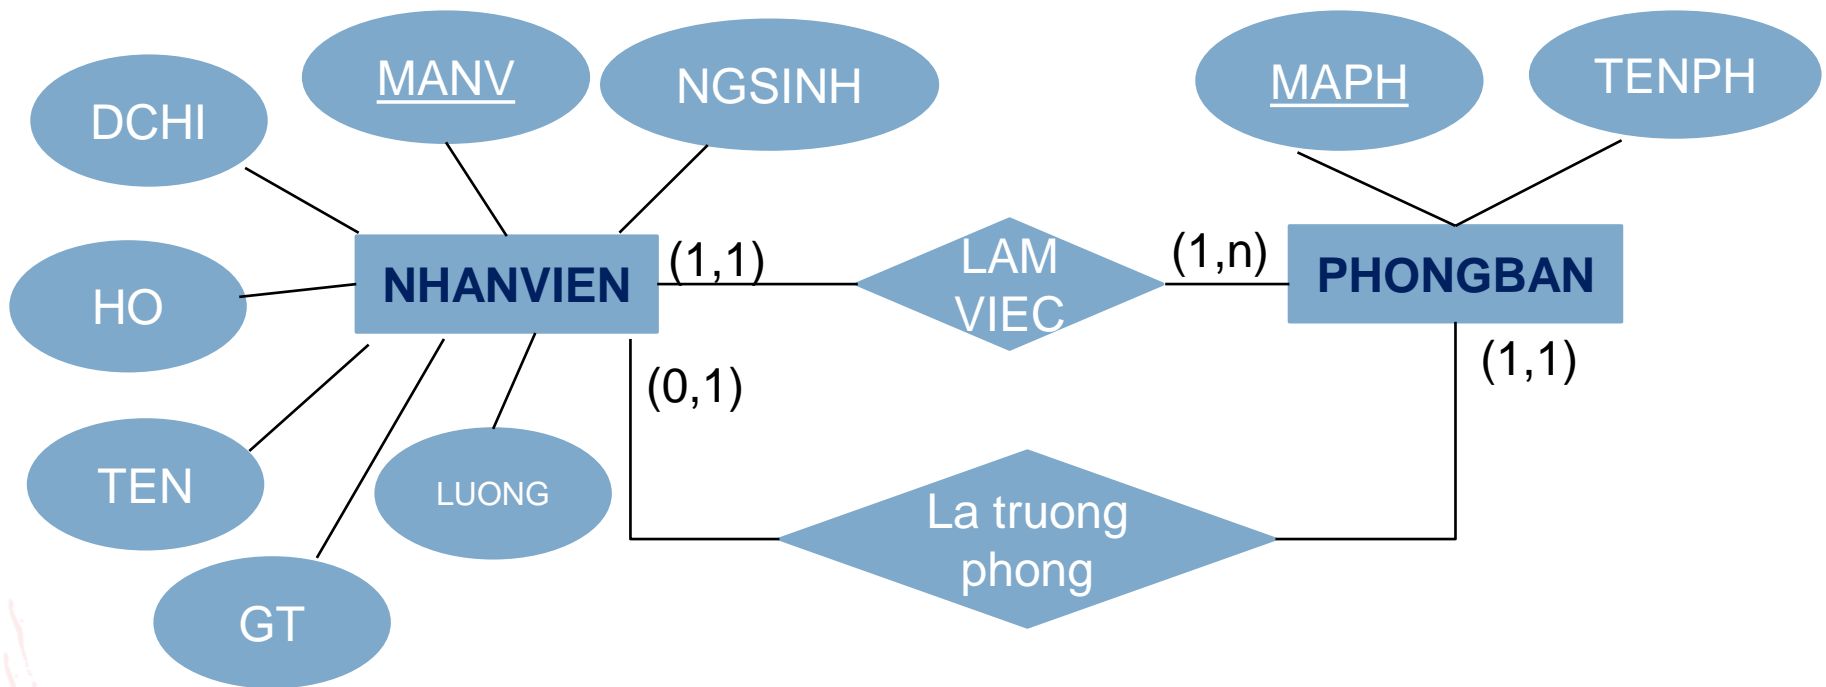 MANV
NGSINH
MAPH
TENPH
DCHI
NHANVIEN
(1,1)
LAM
VIEC
(1,n)
PHONGBAN
HO
(0,1)
(1,1)
TEN
LUONG
La truong
phong
GT